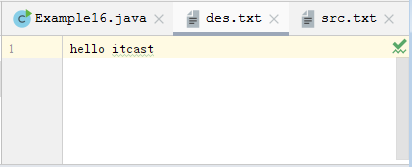 Example16.java des.txt src.txt
1 hello itcast